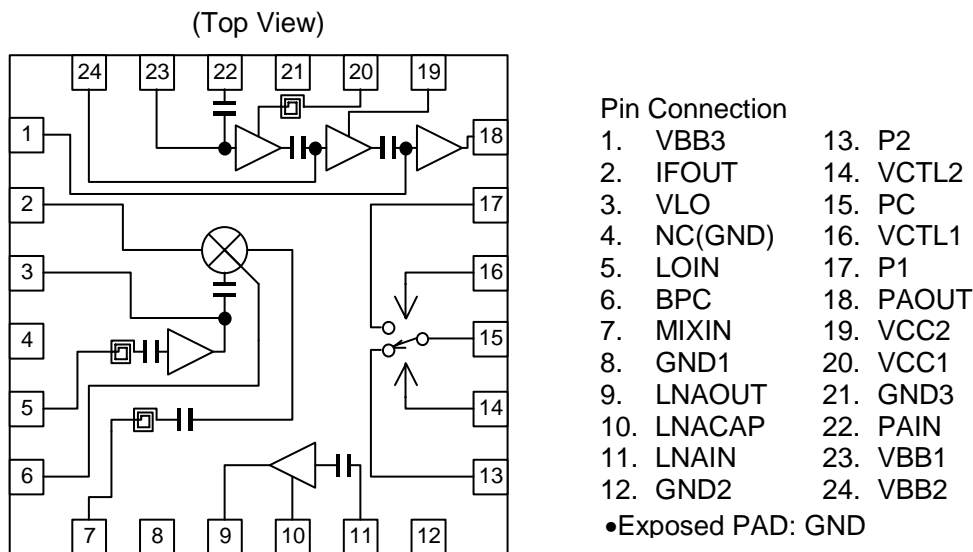 (Top View)
24 23 22 21 20 19
1
18
2
17
3
16
4
15
5
14
6
13
7 8 9 10 11 12
Pin Connection
1. VBB3 13. P2
2. IFOUT 14. VCTL2
3. VLO 15. PC
4. NC(GND) 16. VCTL1
5. LOIN 17. P1
6. BPC 18. PAOUT
7. MIXIN 19. VCC2
8. GND1 20. VCC1
9. LNAOUT 21. GND3
10. LNACAP 22. PAIN
11. LNAIN 23. VBB1
12. GND2 24. VBB2
•Exposed PAD: GND